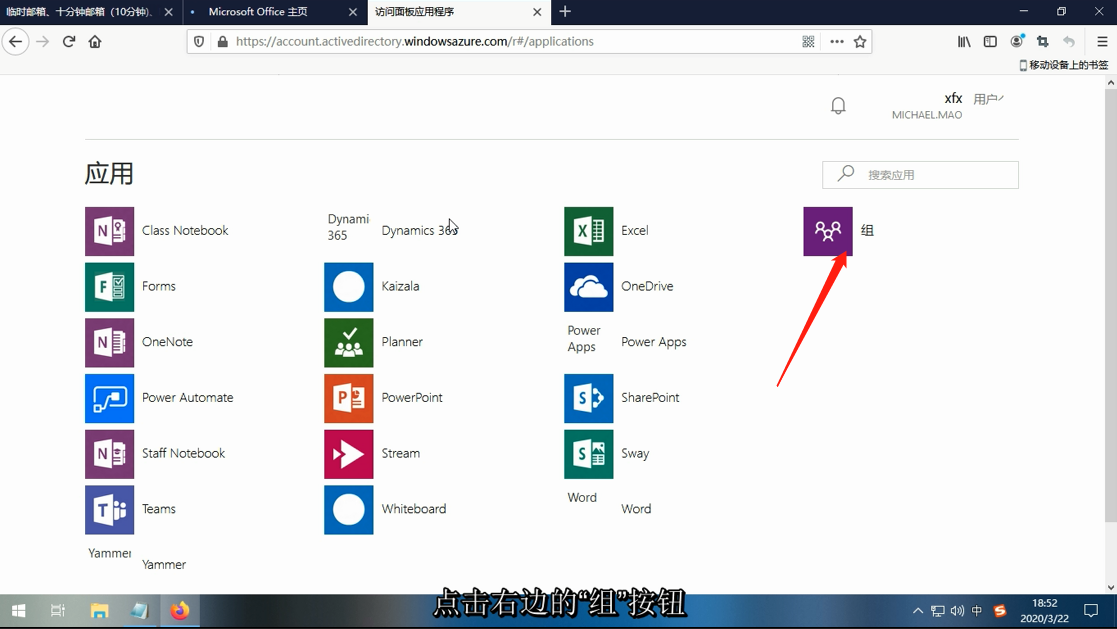 临时邮箱、十分钟邮箱（10分钟）、
Microsoft Office 主页
访问面板应用程序
https://account.activedirectory.windowsazure.com/r#/applications
移动设备上的书签
xfx 用户
MICHAEL.MAO
应用
搜索应用
Class Notebook
Dynami
365
Dynamics 365
Excel
组
Forms
Kaizala
OneDrive
OneNote
Planner
Power
Apps
Power Apps
Power Automate
PowerPoint
SharePoint
Staff Notebook
Stream
Sway
Teams
Whiteboard
Word
Word
Yammer
Yammer
点击右边的“组”按钮
中
18:52
2020/3/22